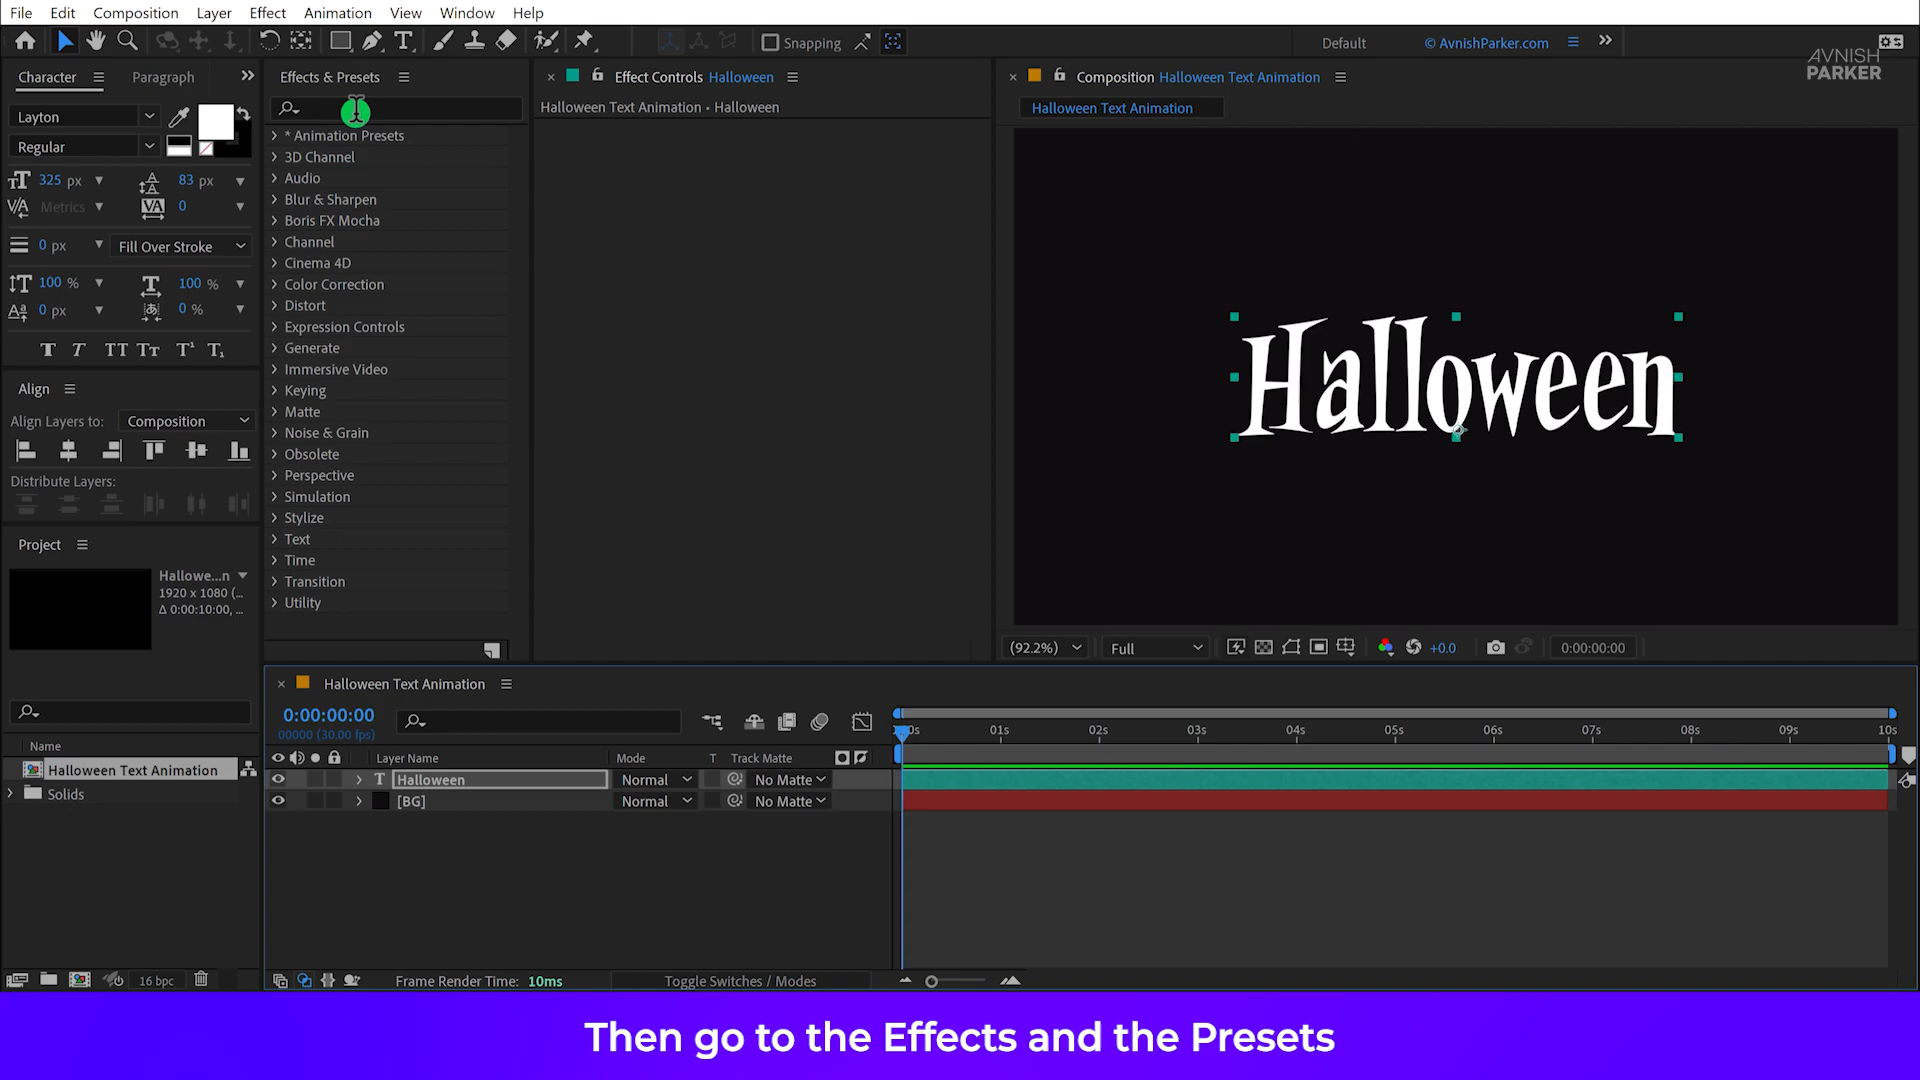 File Edit Composition Layer Effect Animation View Window Help
Snapping
Default
© AvnishParker.com
AVNISH
PARKER
Character
Paragraph
Layton
Regular
325 px
83 px
Metrics
0
0 px
Fill Over Stroke
100 %
100 %
0 px
0 %
Align
Align Layers to:
Composition
Distribute Layers:
Project
Hallowe...n
1920 x 1080 (...
Δ 0:00:10:00, ...
Name
Halloween Text Animation
Solids
16 bpc
Effects & Presets
* Animation Presets
3D Channel
Audio
Blur & Sharpen
Boris FX Mocha
Channel
Cinema 4D
Color Correction
Distort
Expression Controls
Generate
Immersive Video
Keying
Matte
Noise & Grain
Obsolete
Perspective
Simulation
Stylize
Text
Time
Transition
Utility
Effect Controls Halloween
Halloween Text Animation • Halloween
Composition Halloween Text Animation
Halloween Text Animation
Halloween
(92.2%)
Full
+0.0
0:00:00:00
Halloween Text Animation
0:00:00:00
00000 (30.00 fps)
01s 02s 03s 04s 05s 06s 07s 08s 09s 10s
Layer Name Mode T Track Matte
Halloween Normal No Matte
[BG] Normal No Matte
Frame Render Time: 10ms
Toggle Switches / Modes
Then go to the Effects and the Presets